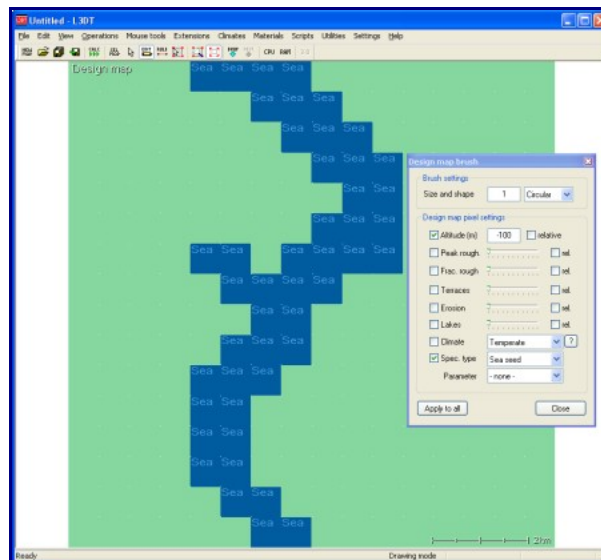 Untitled - L3DT
File Edit View Operations Mouse tools Extensions Climates Materials Scripts Utilities Settings Help
CPU RAM
Design map
Sea Sea Sea
Sea Sea Sea
Sea Sea Sea
Sea Sea Sea
Sea Sea
Sea Sea Sea
Sea Sea Sea Sea Sea Sea
Sea Sea Sea Sea
Sea Sea
Sea Sea Sea
Sea Sea Sea
Sea Sea
Sea Sea
Sea Sea
Sea Sea
Sea Sea
Design map brush
Brush settings
Size and shape 1 Circular
Design map pixel settings
Altitude (m) -100 relative
Peak rough. rel.
Frac. rough rel.
Terraces rel.
Erosion rel.
Lakes rel.
Climate Temperate ?
Spec. type Sea seed
Parameter - none -
Apply to all Close
2km
Ready Drawing mode